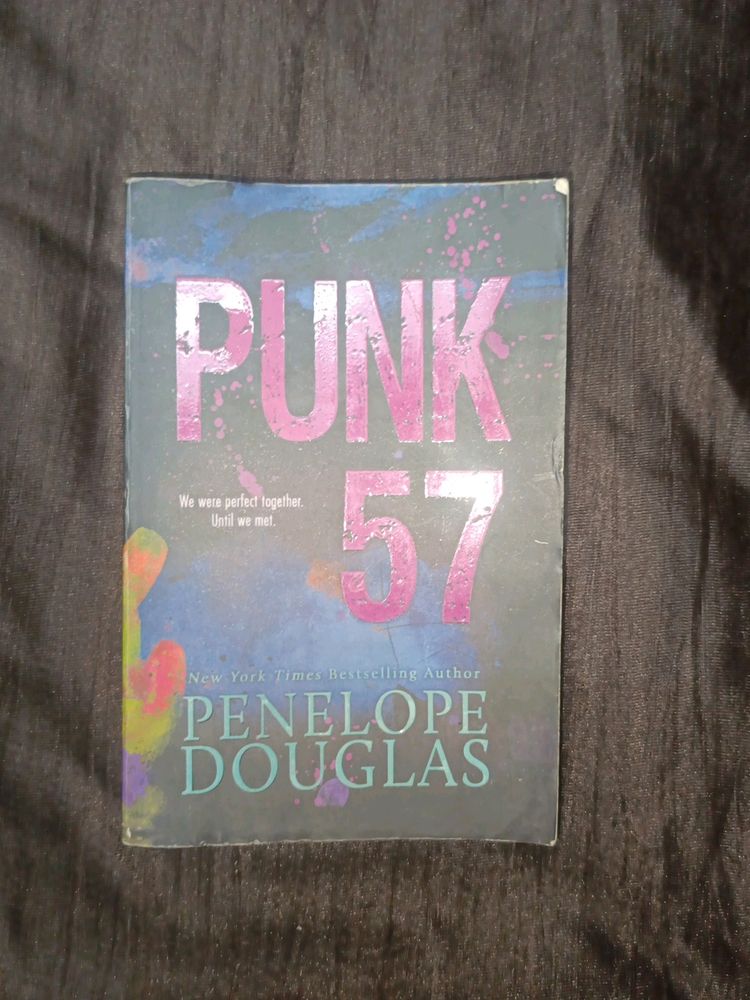 PUNK
57
We were perfect together.
Until we met.
New York Times Bestselling Author
PENELOPE
DOUGLAS